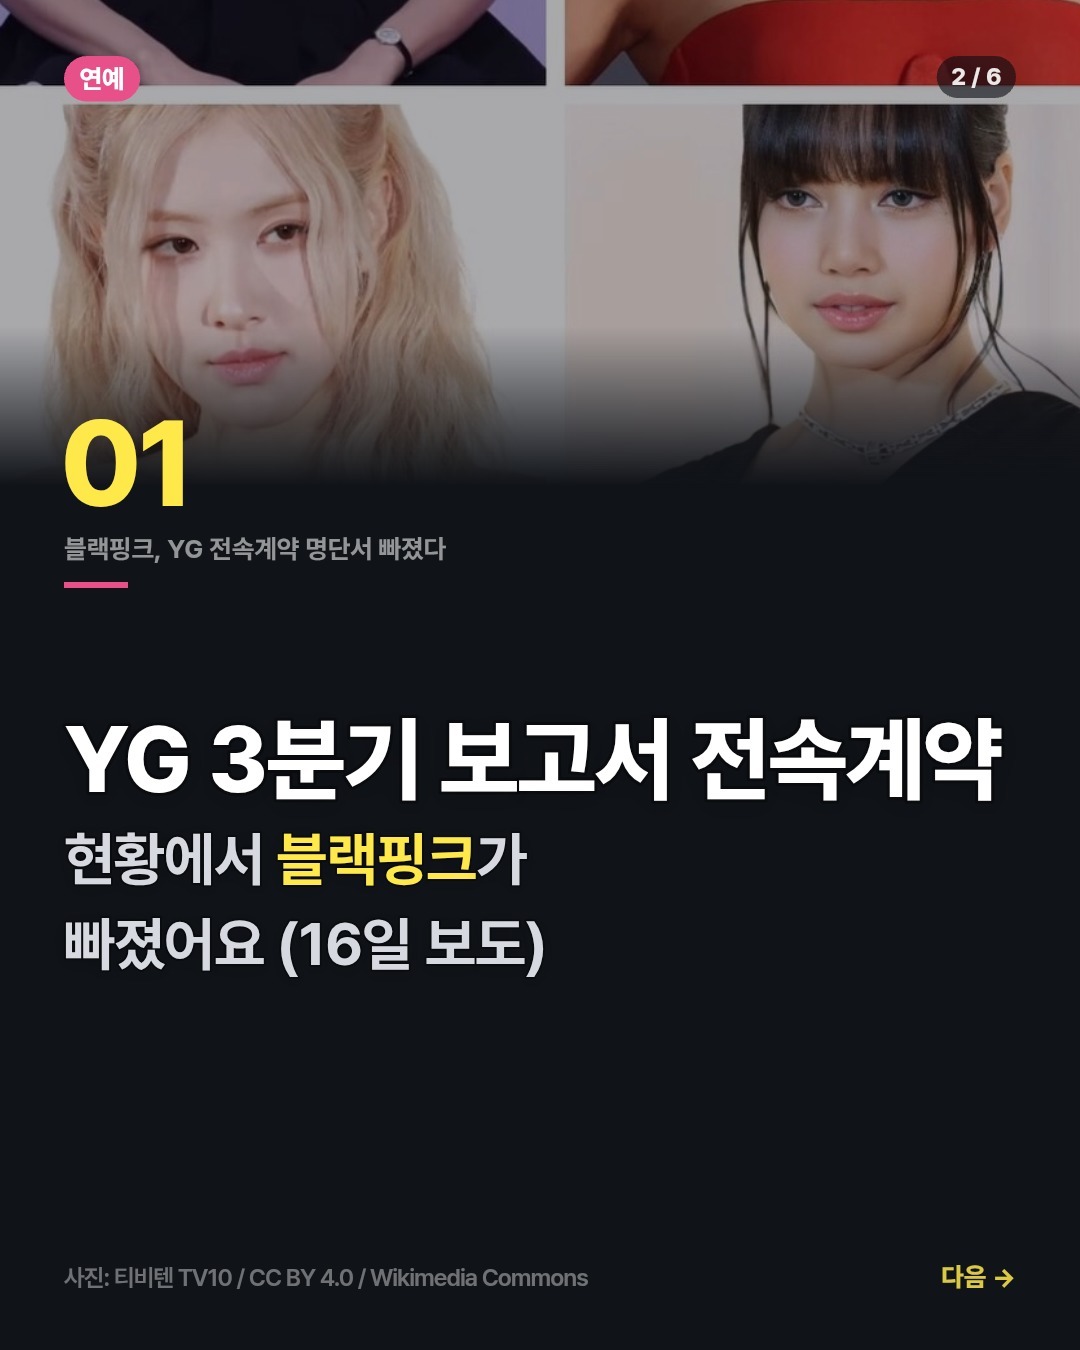 연예
2 / 6
01
블랙핑크, YG 전속계약 명단서 빠졌다
YG 3분기 보고서 전속계약
현황에서 블랙핑크가
빠졌어요 (16일 보도)
사진: 티비텐 TV10 / CC BY 4.0 / Wikimedia Commons
다음 →